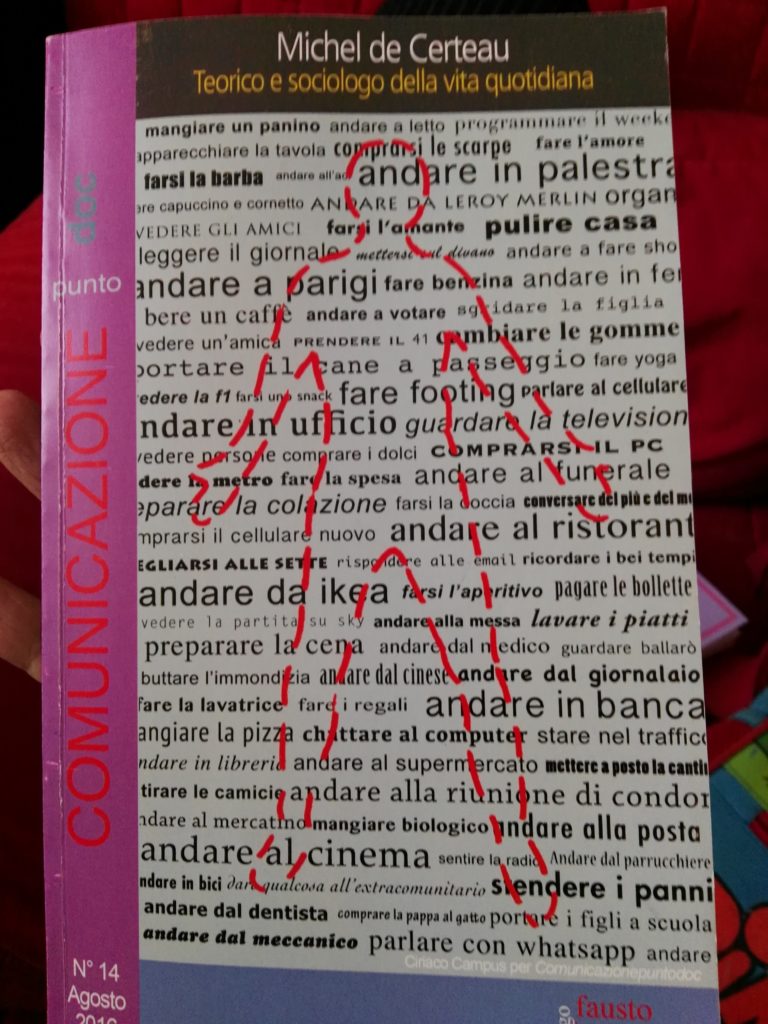 Michel de Certeau
Teorico e sociologo della vita quotidiana
mangiare un panino andare a letto programmare il weeke
apparecchiare la tavola comprarsi le scarpe fare l'amore
farsi la barba andare all'ac andare in palestra
ere capuccino e cornetto ANDARE DA LEROY MERLIN organ
VEDERE GLI AMICI farsi l'amante pulire casa
leggere il giornale mettersi sul divano andare a fare sho
andare a parigi fare benzina andare in fer
bere un caffè andare a votare sgridare la figlia
vedere un'amica PRENDERE IL 41 cambiare le gomme
portare il cane a passeggio fare yoga
edere la f1 farsi uno snack fare footing parlare al cellulare
ndare in ufficio guardare la television
vedere persone comprare i dolci COMPRARSI IL PC
dere la metro fare la spesa andare al funerale
eparare la colazione farsi la doccia conversare del più e del m
mprarsi il cellulare nuovo andare al ristorant
EGLIARSI ALLE SETTE rispondere alle email ricordare i bei tempi
andare da ikea farsi l'aperitivo pagare le bollette
vedere la partita su sky andare alla messa lavare i piatti
preparare la cena andare dal medico guardare ballarò
buttare l'immondizia andare dal cinese andare dal giornalaio
fare la lavatrice fare i regali andare in banca
angiare la pizza chattare al computer stare nel traffico
ndare in libreria andare al supermercato mettere a posto la canti
tirare le camicie andare alla riunione di condor
ndare al mercatino mangiare biologico andare alla posta
andare al cinema sentire la radio Andare dal parrucchiere
ndare in bici dare qualcosa all'extracomunitario stendere i panni
andare dal dentista comprare la pappa al gatto portare i figli a scuola
andare dal meccanico parlare con whatsapp andare
Ciriaco Campus per Comunicazionepuntodoc
fausto
COMUNICAZIONE
punto
doc
N° 14
Agosto